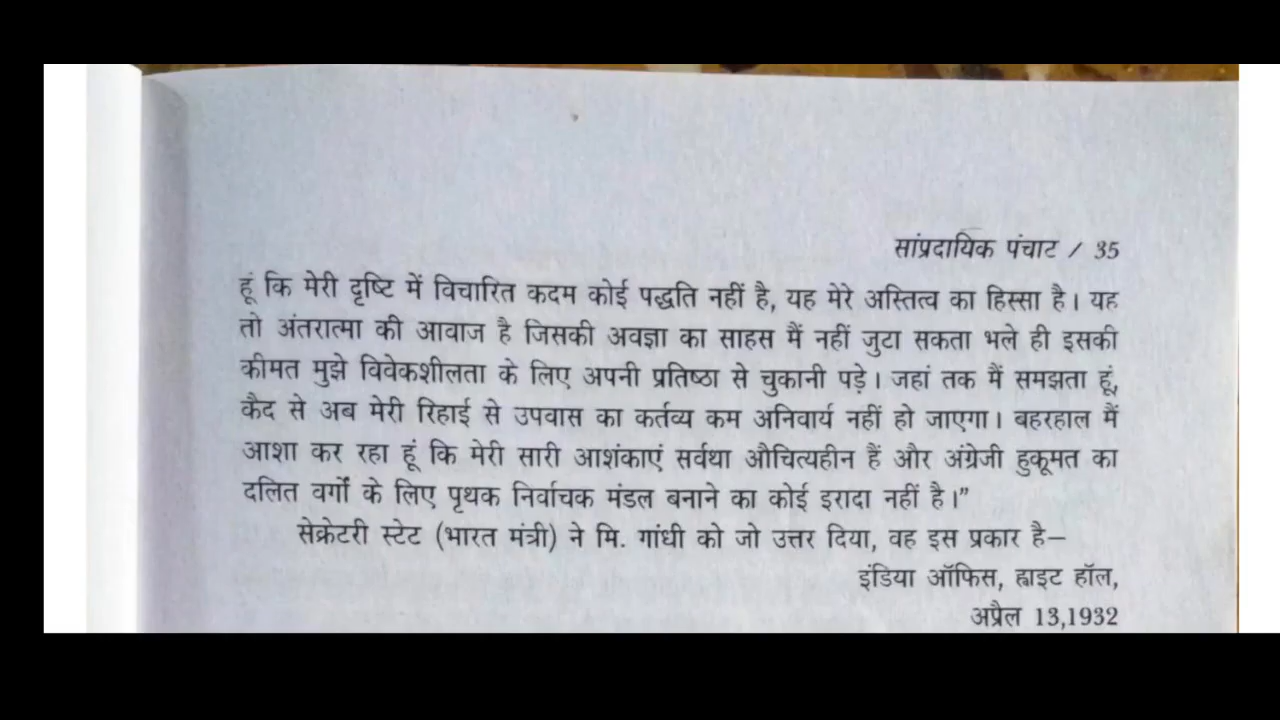 सांप्रदायिक पंचाट / 35
हूं कि मेरी दृष्टि में विचारित कदम कोई पद्धति नहीं है, यह मेरे अस्तित्व का हिस्सा है। यह
तो अंतरात्मा की आवाज है जिसकी अवज्ञा का साहस मैं नहीं जुटा सकता भले ही इसकी
कीमत मुझे विवेकशीलता के लिए अपनी प्रतिष्ठा से चुकानी पड़े। जहां तक मैं समझता हूं,
कैद से अब मेरी रिहाई से उपवास का कर्तव्य कम अनिवार्य नहीं हो जाएगा। बहरहाल मैं
आशा कर रहा हूं कि मेरी सारी आशंकाएं सर्वथा औचित्यहीन हैं और अंग्रेजी हुकूमत का
दलित वर्गों के लिए पृथक निर्वाचक मंडल बनाने का कोई इरादा नहीं है।”
सेक्रेटरी स्टेट (भारत मंत्री) ने मि. गांधी को जो उत्तर दिया, वह इस प्रकार है—
इंडिया ऑफिस, ह्वाइट हॉल,
अप्रैल 13,1932